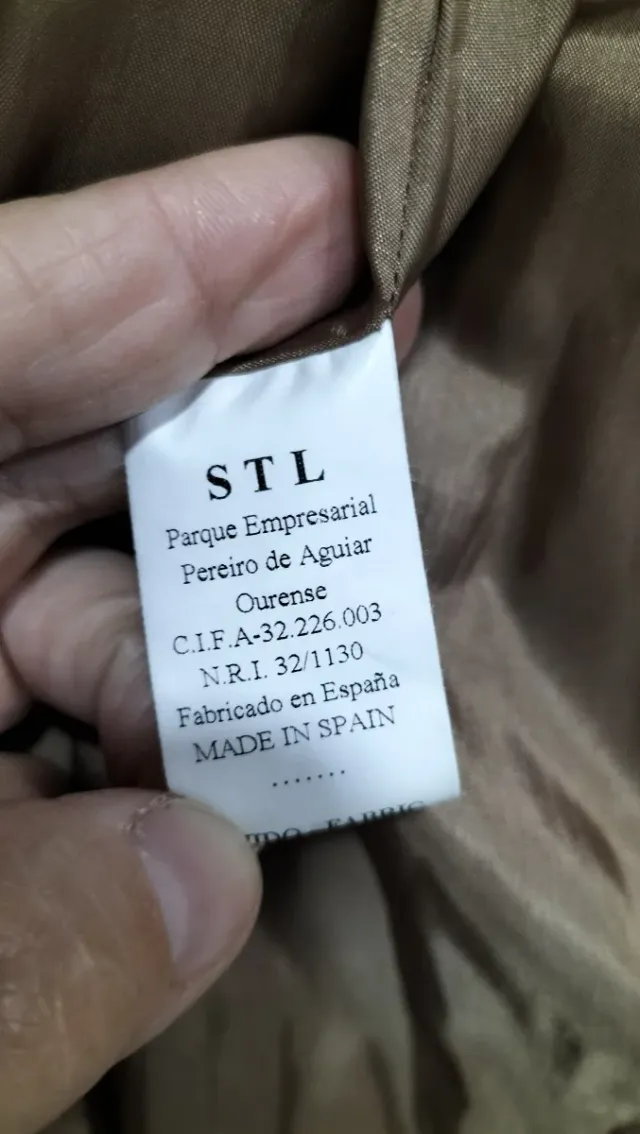 STL
Parque Empresarial
Pereiro de Aguiar
Ourense
C.I.F.A-32.226.003
N.R.I. 32/1130
Fabricado en España
MADE IN SPAIN
.......